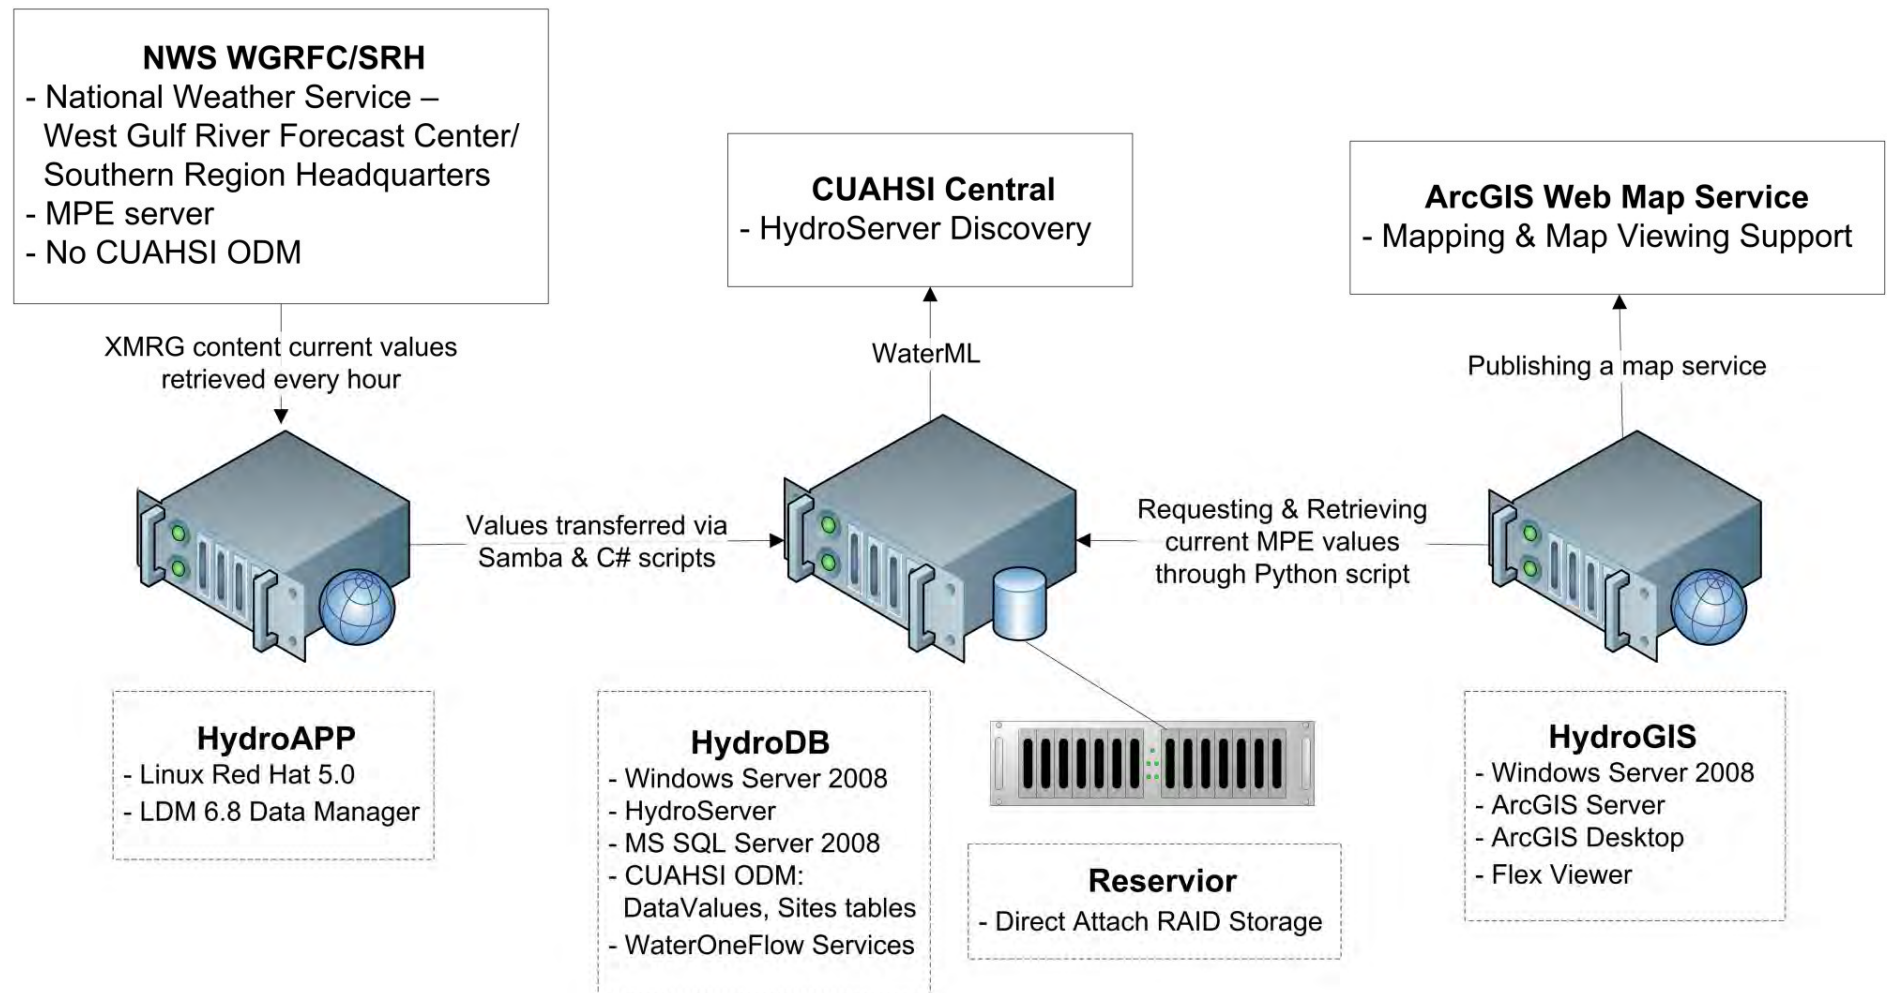 NWS WGRFC/SRH
- National Weather Service –
West Gulf River Forecast Center/
Southern Region Headquarters
- MPE server
- No CUAHSI ODM
CUAHSI Central
- HydroServer Discovery
ArcGIS Web Map Service
- Mapping & Map Viewing Support
XMRG content current values
retrieved every hour
WaterML
Publishing a map service
Values transferred via
Samba & C# scripts
Requesting & Retrieving
current MPE values
through Python script
HydroAPP
- Linux Red Hat 5.0
- LDM 6.8 Data Manager
HydroDB
- Windows Server 2008
- HydroServer
- MS SQL Server 2008
- CUAHSI ODM:
DataValues, Sites tables
- WaterOneFlow Services
Reservior
- Direct Attach RAID Storage
HydroGIS
- Windows Server 2008
- ArcGIS Server
- ArcGIS Desktop
- Flex Viewer